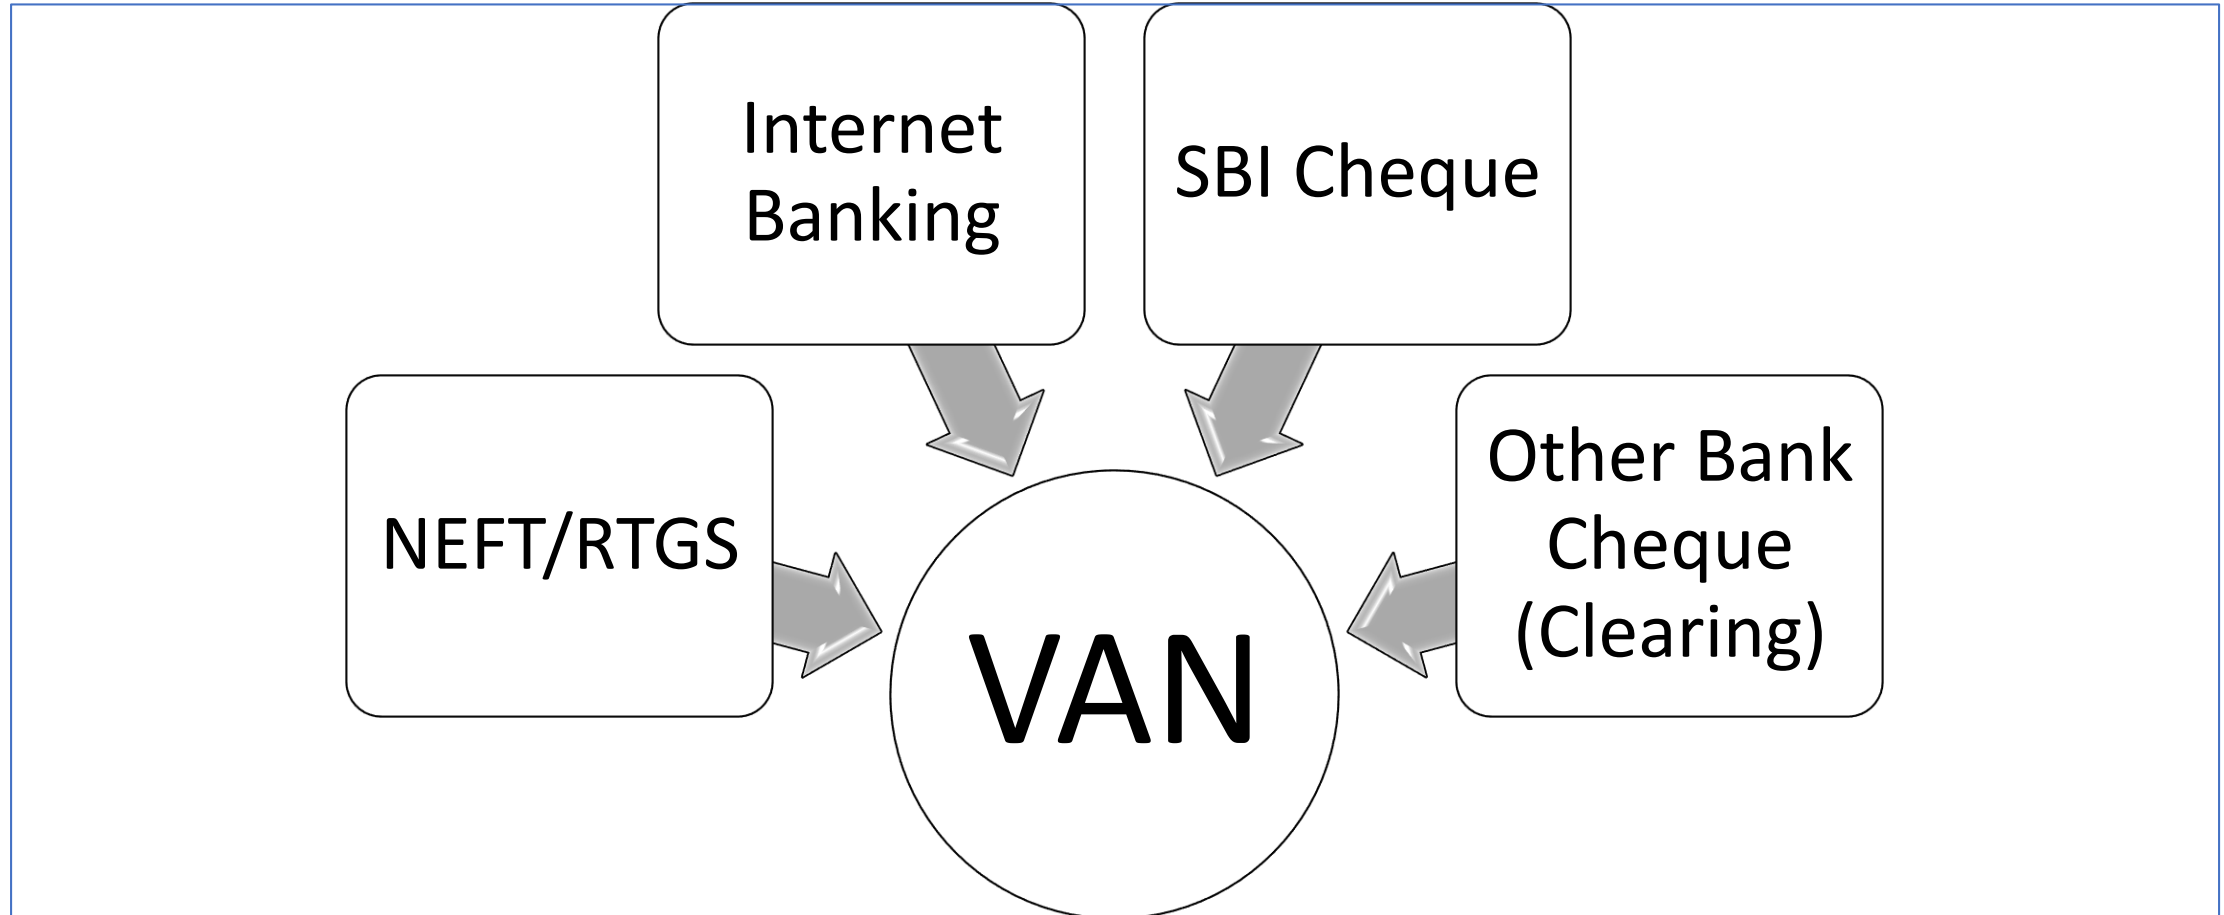 Internet
Banking
SBI Cheque
NEFT/RTGS
Other Bank
Cheque
(Clearing)
VAN